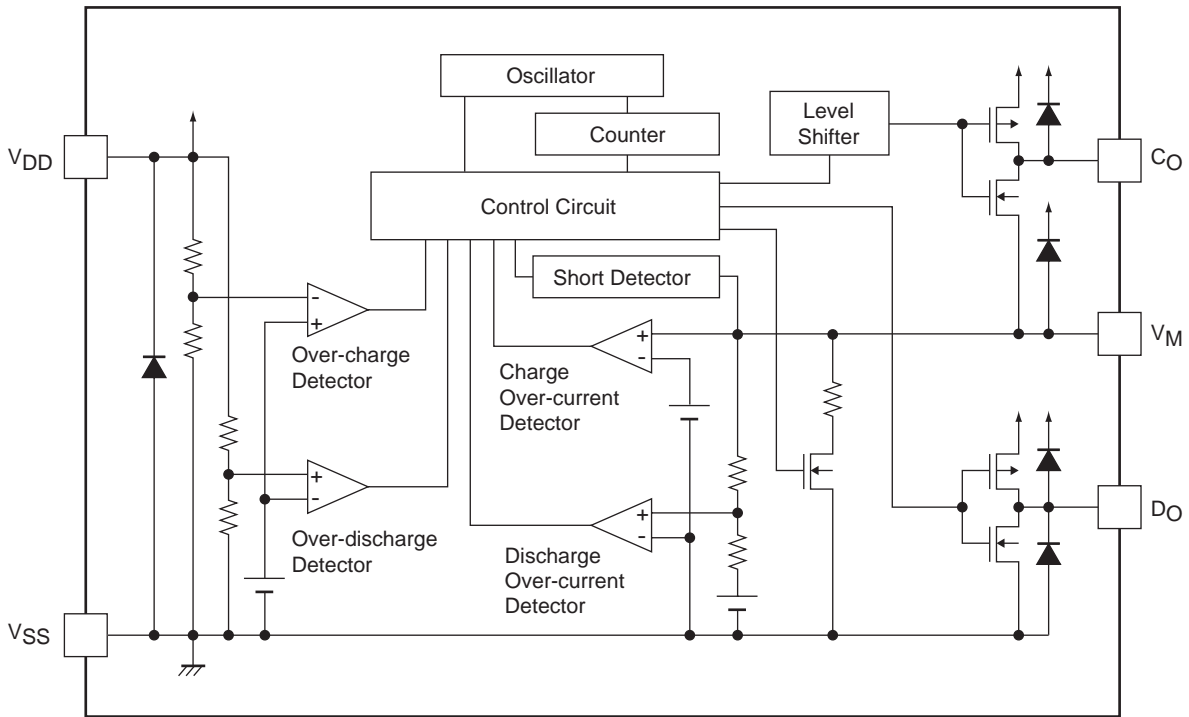 Oscillator
Counter
Level
Shifter
VDD
CO
Control Circuit
Short Detector
-
+
Over-charge
Detector
+
-
Charge
Over-current
Detector
VM
+
-
Over-discharge
Detector
+
-
Discharge
Over-current
Detector
DO
VSS